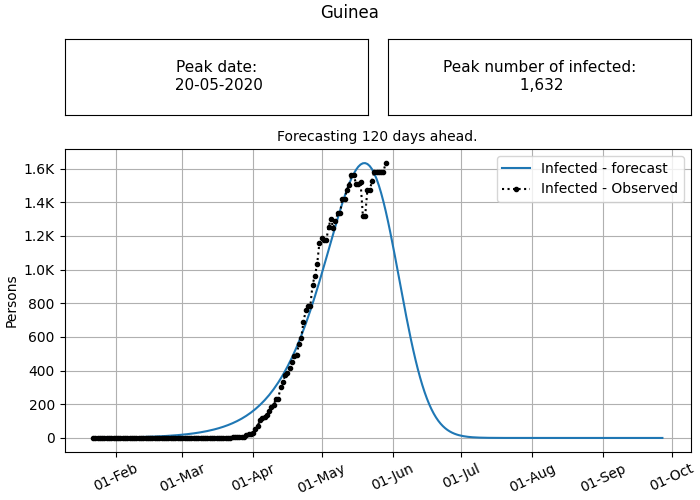 Guinea
Peak date:
20-05-2020
Peak number of infected:
1,632
Forecasting 120 days ahead.
Infected - forecast
Infected - Observed
1.6K
1.4K
1.2K
1.0K
800
600
400
200
0
Persons
01-Feb
01-Mar
01-Apr
01-May
01-Jun
01-Jul
01-Aug
01-Sep
01-Oct